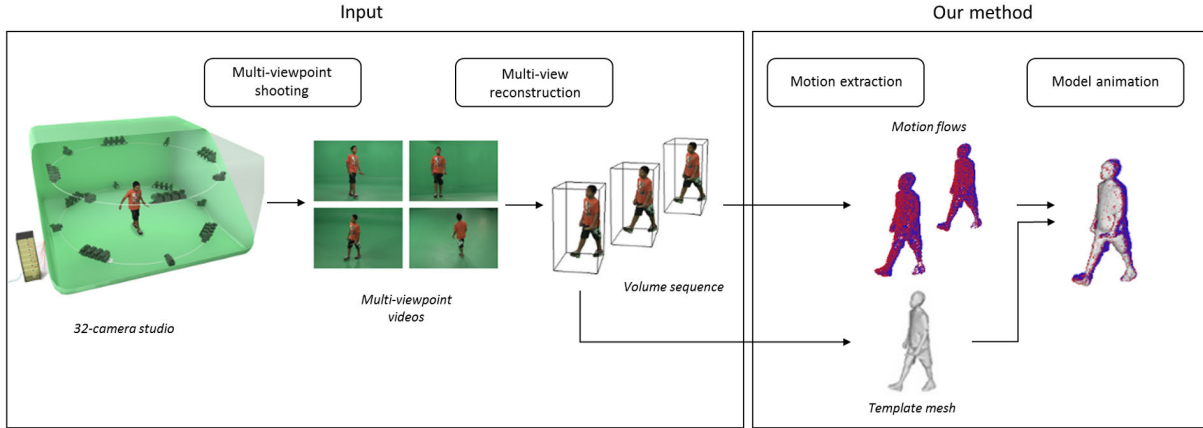 Input
Our method
Multi-viewpoint
shooting
Multi-view
reconstruction
Motion extraction
Model animation
Motion flows
32-camera studio
Multi-viewpoint
videos
Volume sequence
Template mesh